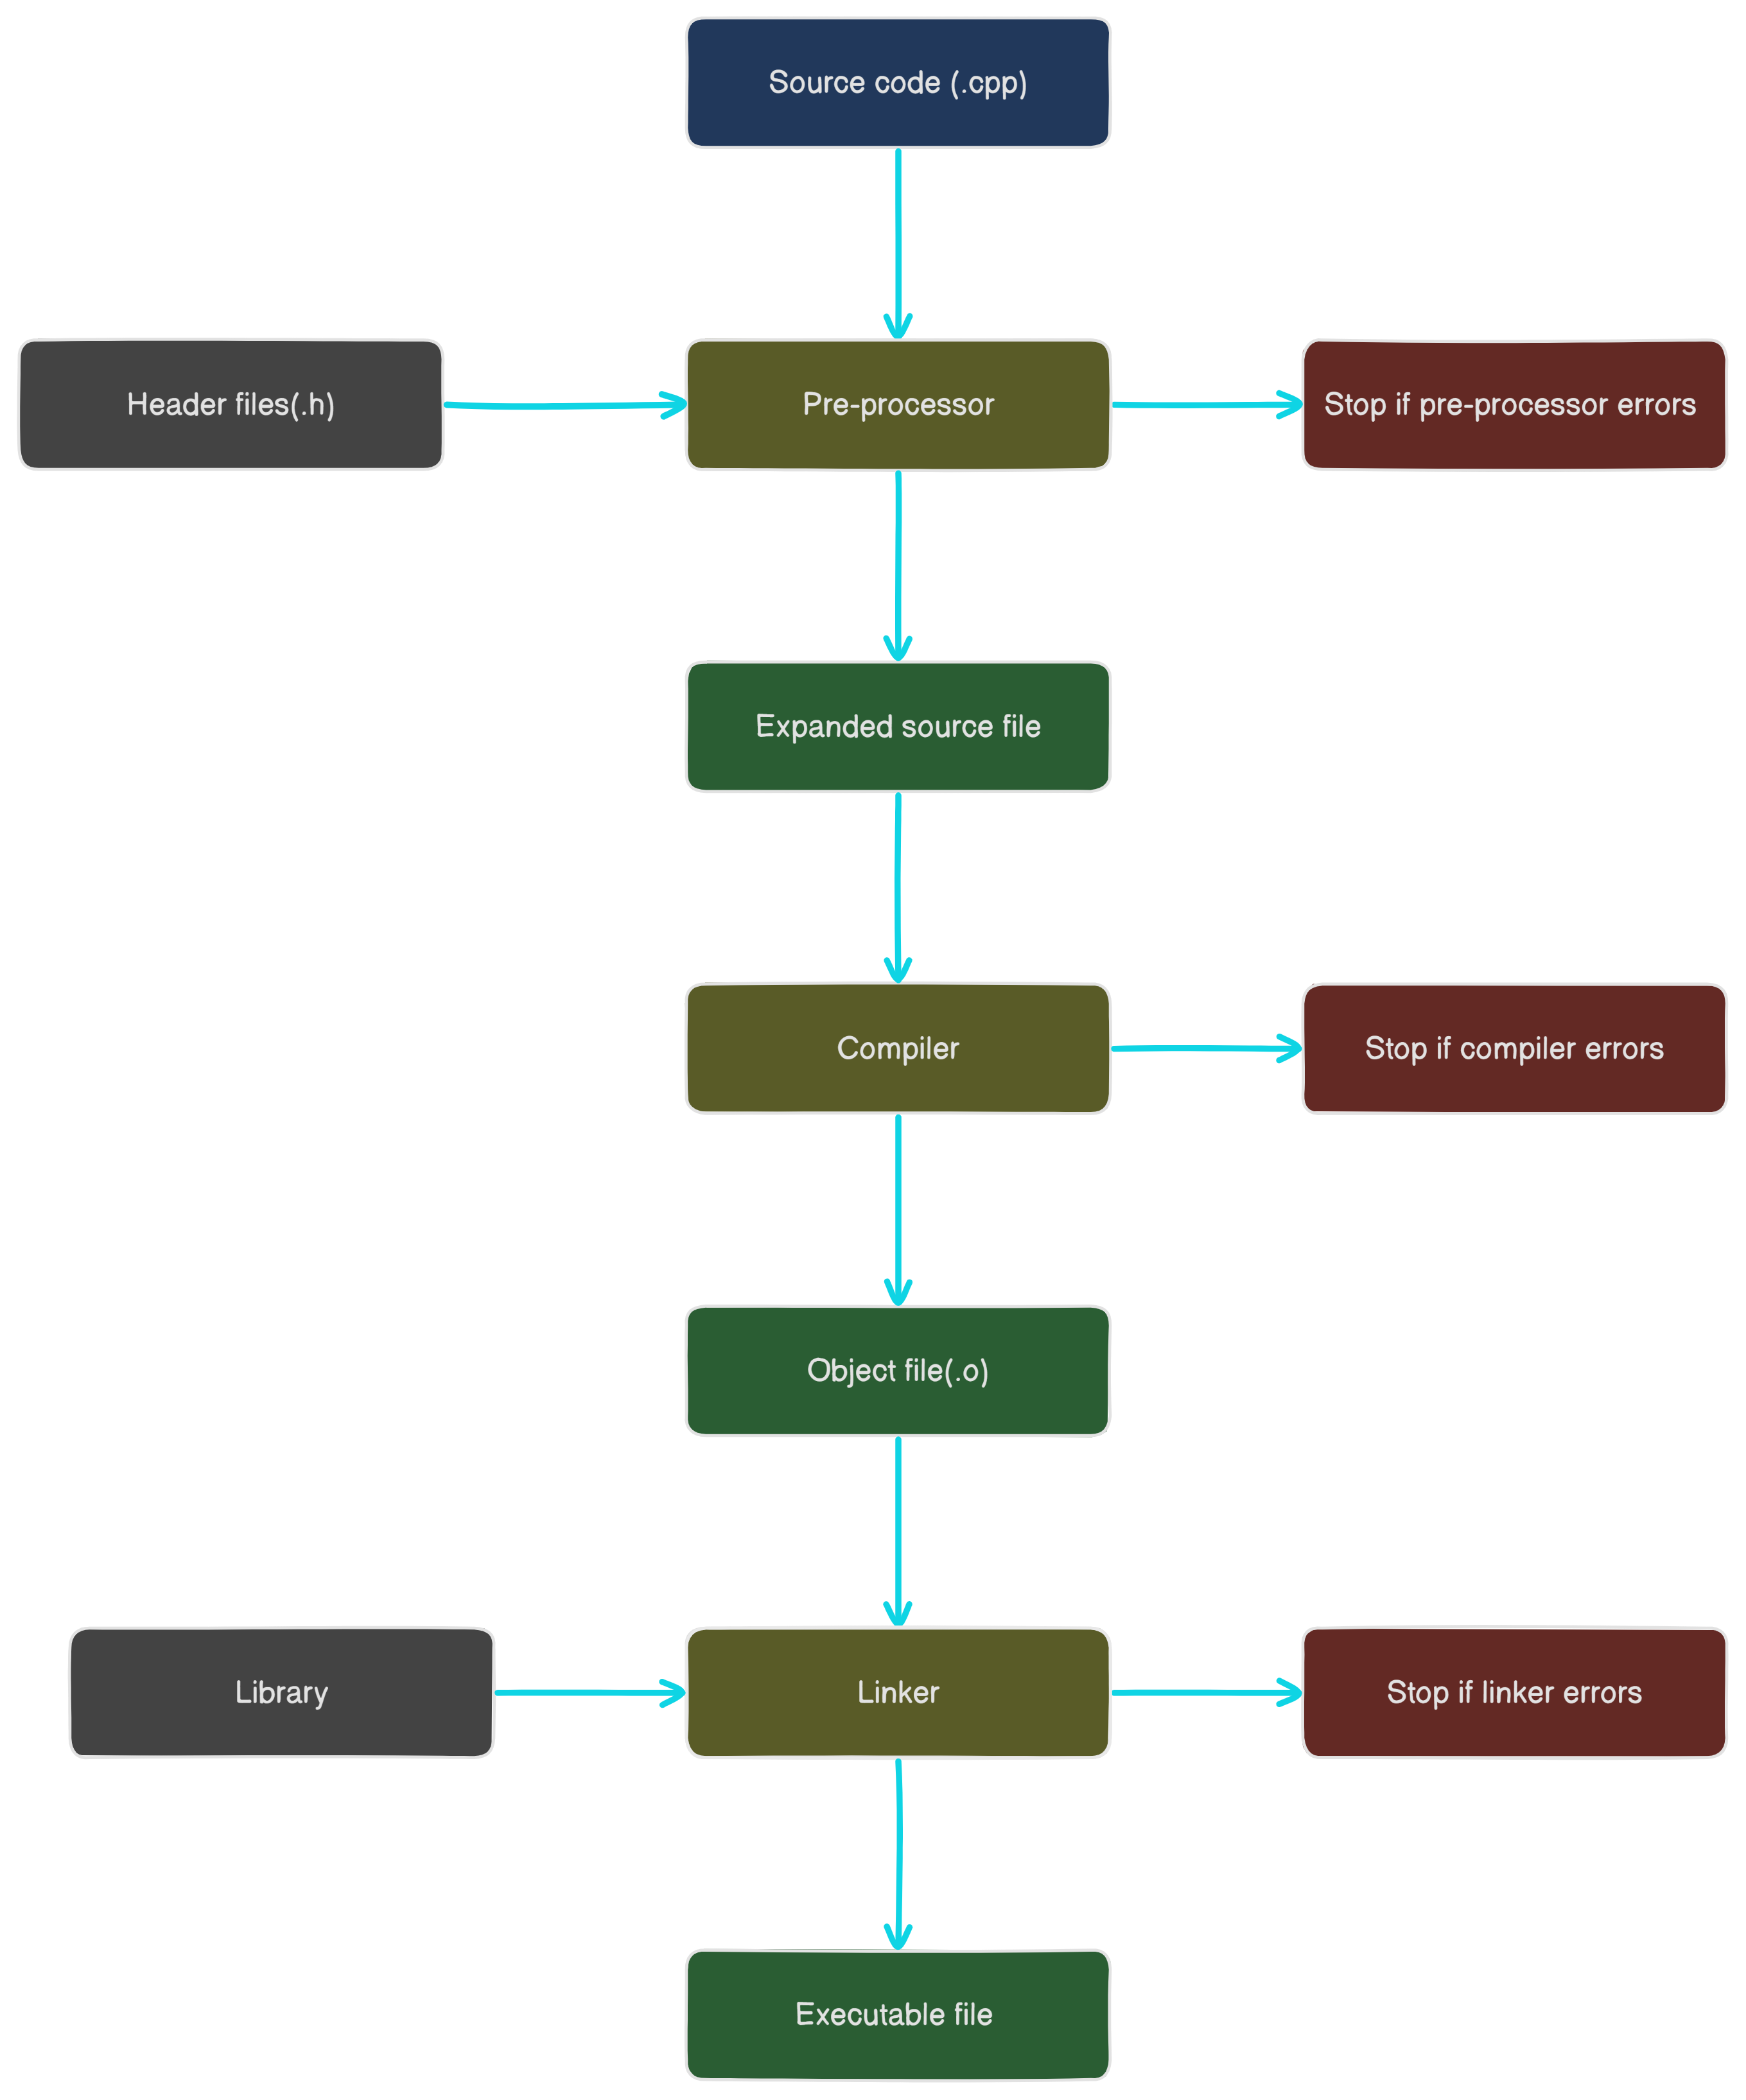 Source code (.cpp)
Header files(.h)
Pre-processor
Stop if pre-processor errors
Expanded source file
Compiler
Stop if compiler errors
Object file(.o)
Library
Linker
Stop if linker errors
Executable file